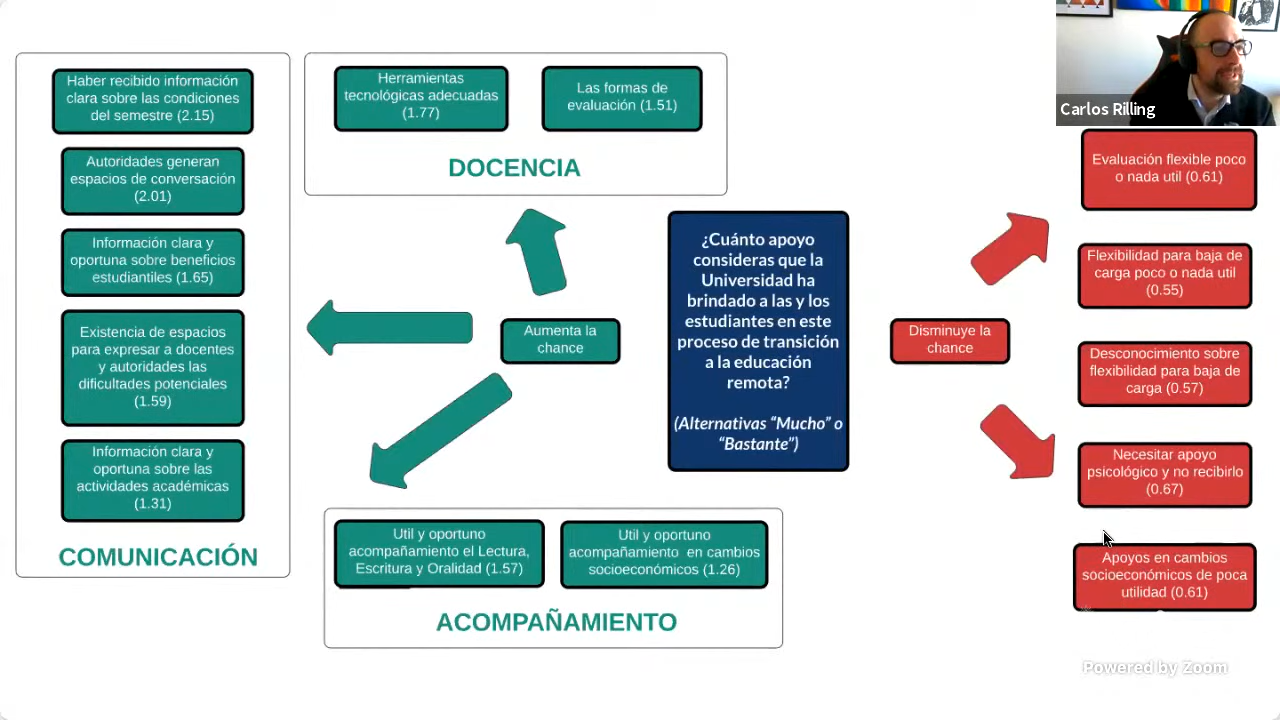 Haber recibido información
clara sobre las condiciones
del semestre (2.15)
Autoridades generan
espacios de conversación
(2.01)
Información clara y
oportuna sobre beneficios
estudiantiles (1.65)
Existencia de espacios
para expresar a docentes
y autoridades las
dificultades potenciales
(1.59)
Información clara y
oportuna sobre las
actividades académicas
(1.31)
COMUNICACIÓN
Herramientas
tecnológicas adecuadas
(1.77)
Las formas de
evaluación (1.51)
DOCENCIA
Aumenta la
chance
Util y oportuno
acompañamiento el Lectura,
Escritura y Oralidad (1.57)
Util y oportuno
acompañamiento en cambios
socioeconómicos (1.26)
ACOMPAÑAMIENTO
¿Cuánto apoyo
consideras que la
Universidad ha
brindado a las y los
estudiantes en este
proceso de transición
a la educación
remota?
(Alternativas “Mucho” o
“Bastante”)
Disminuye la
chance
Carlos Rilling
Evaluación flexible poco
o nada util (0.61)
Flexibilidad para baja de
carga poco o nada util
(0.55)
Desconocimiento sobre
flexibilidad para baja de
carga (0.57)
Necesitar apoyo
psicológico y no recibirlo
(0.67)
Apoyos en cambios
socioeconómicos de poca
utilidad (0.61)
Powered by Zoom